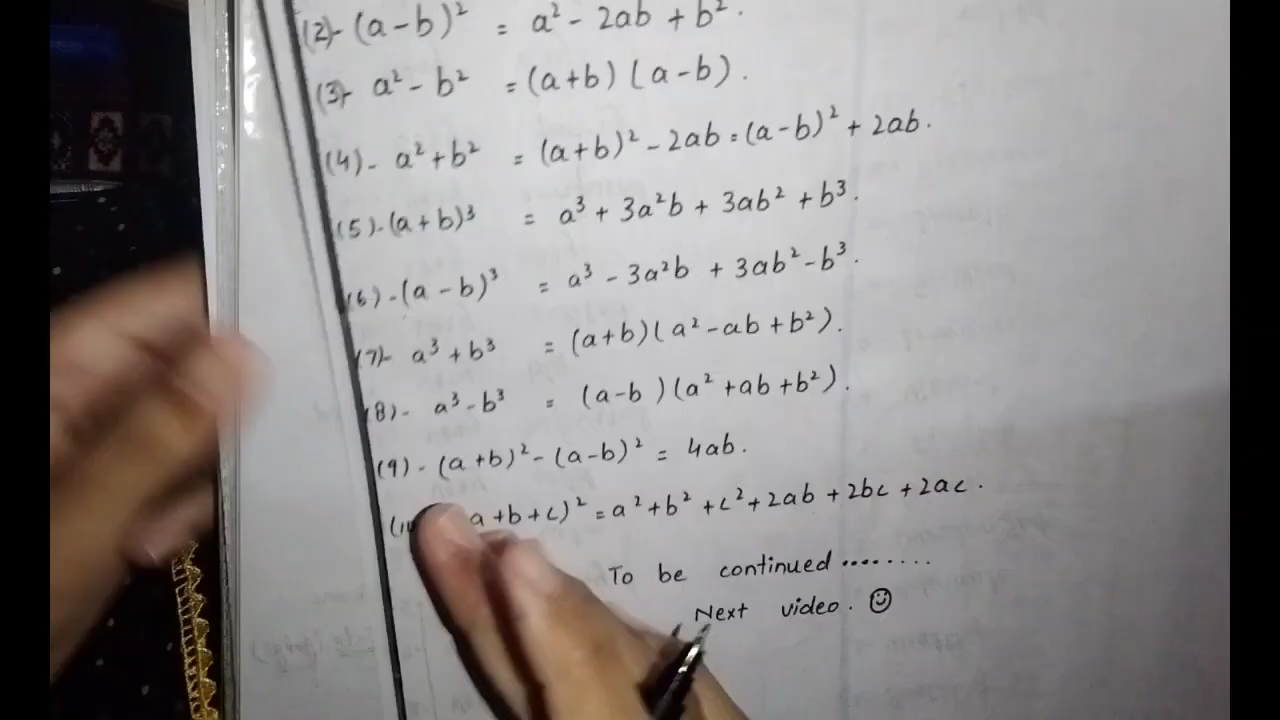 (2)- (a-b)² = a² - 2ab + b².
(3)- a² - b² = (a+b) (a-b).
(4)- a² + b² = (a+b)² - 2ab = (a-b)² + 2ab.
(5)- (a+b)³ = a³ + 3a²b + 3ab² + b³.
(6)- (a-b)³ = a³ - 3a²b + 3ab² - b³.
(7)- a³ + b³ = (a+b)(a² - ab + b²).
(8)- a³ - b³ = (a-b)(a² + ab + b²).
(9)- (a+b)² - (a-b)² = 4ab.
a+b+c)² = a² + b² + c² + 2ab + 2bc + 2ac.
To be continued ........
Next video. ☺